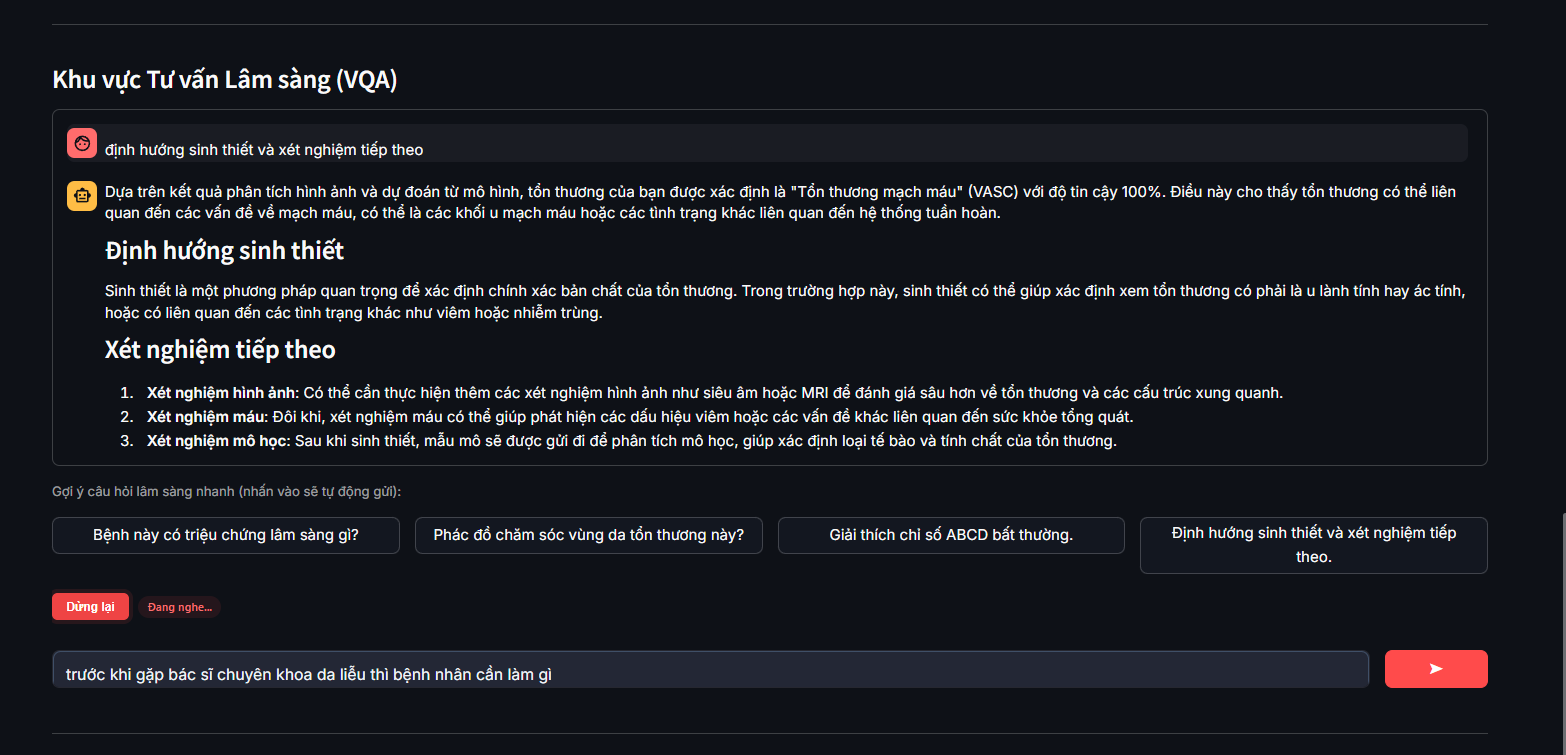 Khu vực Tư vấn Lâm sàng (VQA)
định hướng sinh thiết và xét nghiệm tiếp theo
Dựa trên kết quả phân tích hình ảnh và dự đoán từ mô hình, tổn thương của bạn được xác định là "Tổn thương mạch máu" (VASC) với độ tin cậy 100%. Điều này cho thấy tổn thương có thể liên
quan đến các vấn đề về mạch máu, có thể là các khối u mạch máu hoặc các tình trạng khác liên quan đến hệ thống tuần hoàn.
Định hướng sinh thiết
Sinh thiết là một phương pháp quan trọng để xác định chính xác bản chất của tổn thương. Trong trường hợp này, sinh thiết có thể giúp xác định xem tổn thương có phải là u lành tính hay ác tính,
hoặc có liên quan đến các tình trạng khác như viêm hoặc nhiễm trùng.
Xét nghiệm tiếp theo
1. Xét nghiệm hình ảnh: Có thể cần thực hiện thêm các xét nghiệm hình ảnh như siêu âm hoặc MRI để đánh giá sâu hơn về tổn thương và các cấu trúc xung quanh.
2. Xét nghiệm máu: Đôi khi, xét nghiệm máu có thể giúp phát hiện các dấu hiệu viêm hoặc các vấn đề khác liên quan đến sức khỏe tổng quát.
3. Xét nghiệm mô học: Sau khi sinh thiết, mẫu mô sẽ được gửi đi để phân tích mô học, giúp xác định loại tế bào và tính chất của tổn thương.
Gợi ý câu hỏi lâm sàng nhanh (nhấn vào sẽ tự động gửi):
Bệnh này có triệu chứng lâm sàng gì?
Phác đồ chăm sóc vùng da tổn thương này?
Giải thích chỉ số ABCD bất thường.
Định hướng sinh thiết và xét nghiệm tiếp
theo.
Dừng lại
Đang nghe...
trước khi gặp bác sĩ chuyên khoa da liễu thì bệnh nhân cần làm gì